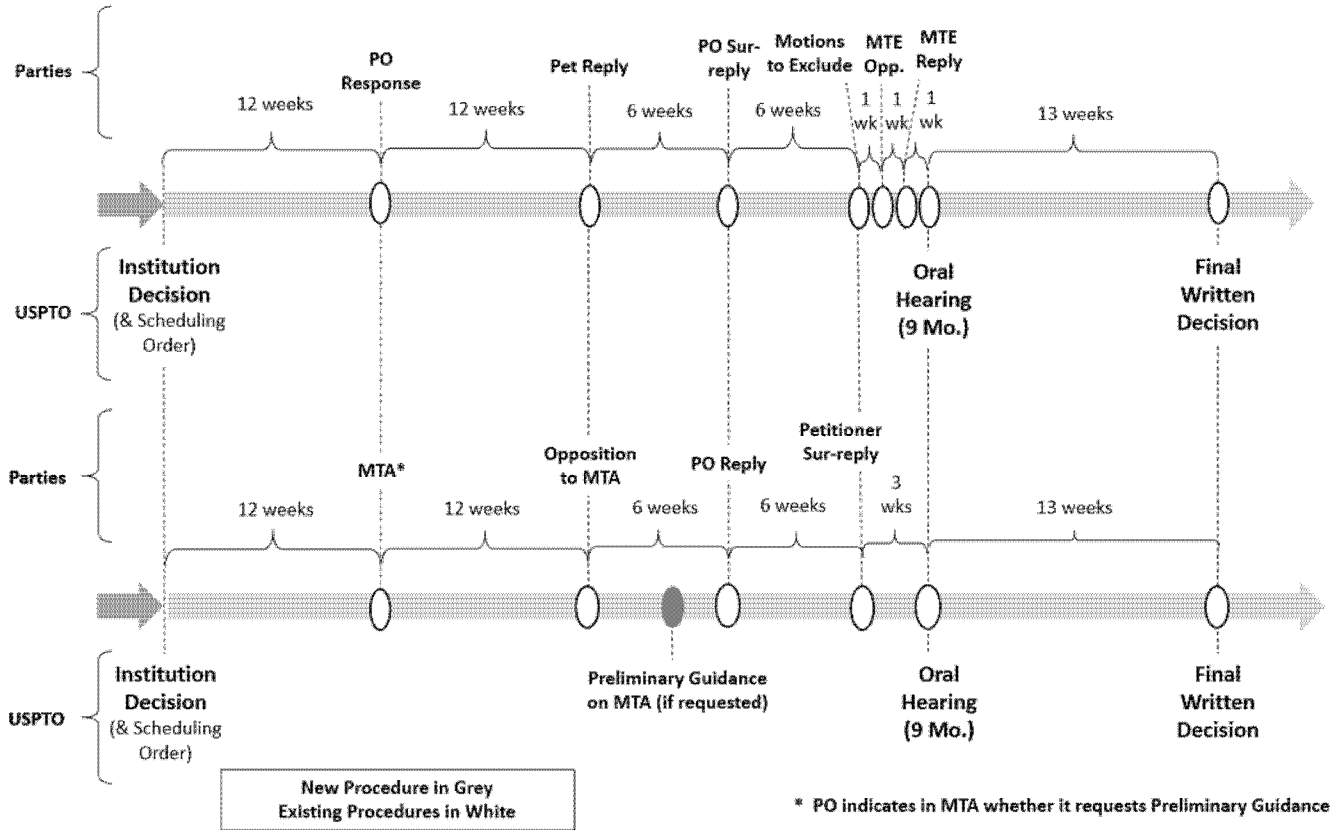 Parties
PO
Response
Pet Reply
PO Sur-
reply
Motions
to Exclude
MTE
Opp.
MTE
Reply
12 weeks
12 weeks
6 weeks
6 weeks
1
wk
1
wk
1
wk
13 weeks
USPTO
Institution
Decision
(& Scheduling
Order)
Oral
Hearing
(9 Mo.)
Final
Written
Decision
Parties
MTA*
Opposition
to MTA
PO Reply
Petitioner
Sur-reply
12 weeks
12 weeks
6 weeks
6 weeks
3
wks
13 weeks
USPTO
Institution
Decision
(& Scheduling
Order)
Preliminary Guidance
on MTA (if requested)
Oral
Hearing
(9 Mo.)
Final
Written
Decision
New Procedure in Grey
Existing Procedures in White
* PO indicates in MTA whether it requests Preliminary Guidance